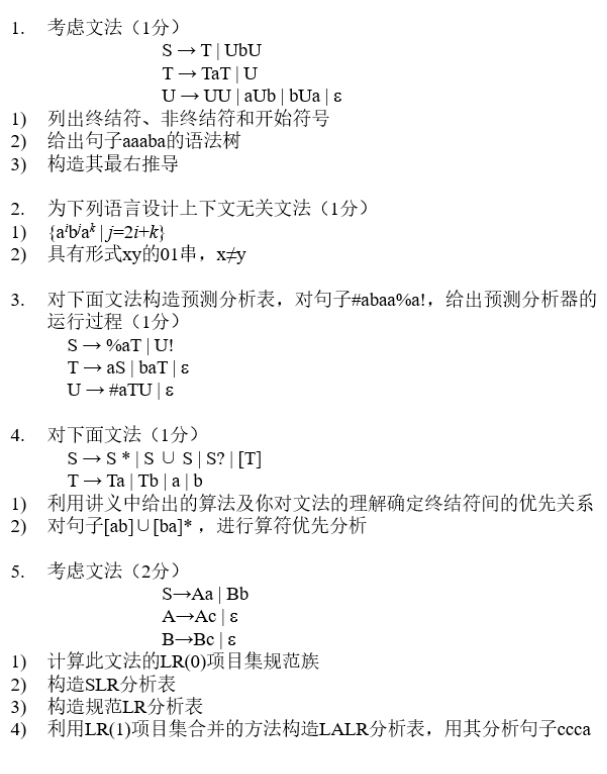 1. 考虑文法（1分）
S → T | UbU
T → TaT | U
U → UU | aUb | bUa | ε
1) 列出终结符、非终结符和开始符号
2) 给出句子aaaba的语法树
3) 构造其最右推导
2. 为下列语言设计上下文无关文法（1分）
1) {aⁱbʲaᵏ | j=2i+k}
2) 具有形式xy的01串，x≠y
3. 对下面文法构造预测分析表，对句子#abaa%a!，给出预测分析器的
运行过程（1分）
S → %aT | U!
T → aS | baT | ε
U → #aTU | ε
4. 对下面文法（1分）
S → S * | S ∪ S | S? | [T]
T → Ta | Tb | a | b
1) 利用讲义中给出的算法及你对文法的理解确定终结符间的优先关系
2) 对句子[ab]∪[ba]*，进行算符优先分析
5. 考虑文法（2分）
S→Aa | Bb
A→Ac | ε
B→Bc | ε
1) 计算此文法的LR(0)项目集规范族
2) 构造SLR分析表
3) 构造规范LR分析表
4) 利用LR(1)项目集合并的方法构造LALR分析表，用其分析句子ccca